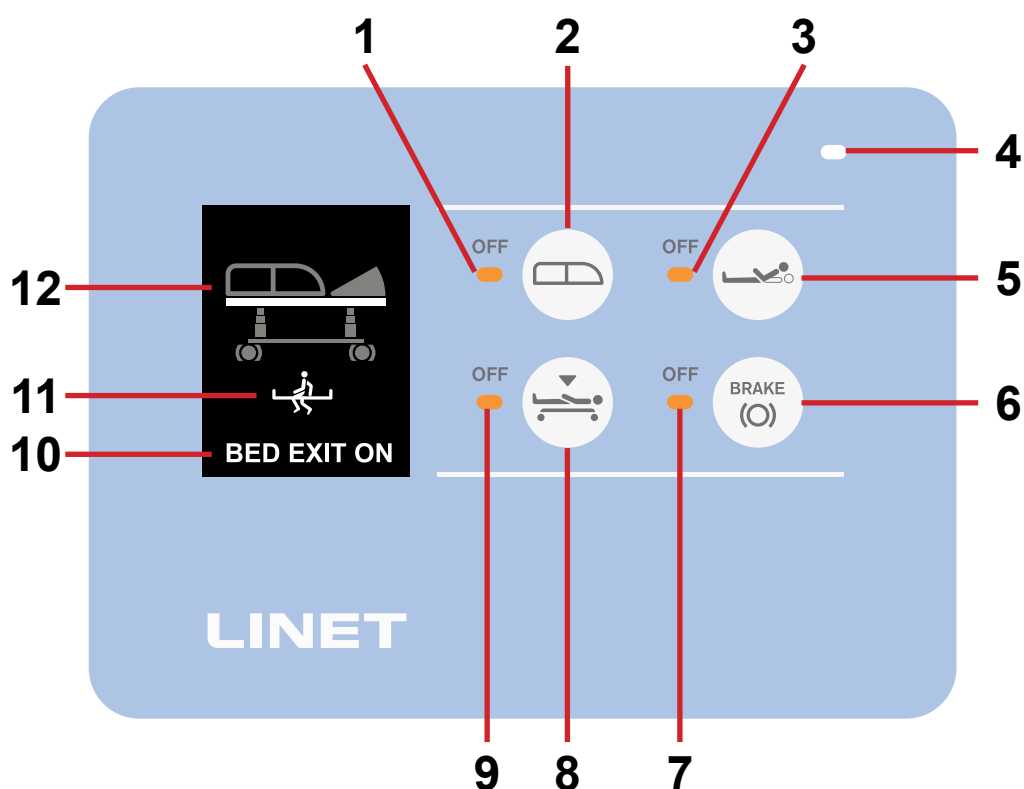 1 2 3
4
OFF OFF
12
5
11
OFF OFF
BRAKE
6
10
BED EXIT ON
LINET
9 8 7